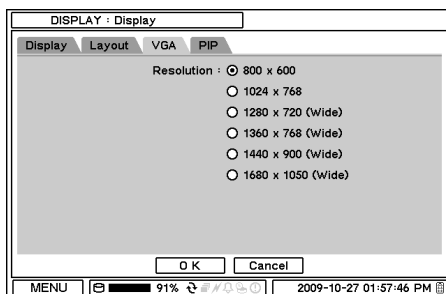 DISPLAY : Display
Display Layout VGA PIP
Resolution : 800 x 600
1024 x 768
1280 x 720 (Wide)
1360 x 768 (Wide)
1440 x 900 (Wide)
1680 x 1050 (Wide)
O K Cancel
MENU 91% 2009-10-27 01:57:46 PM